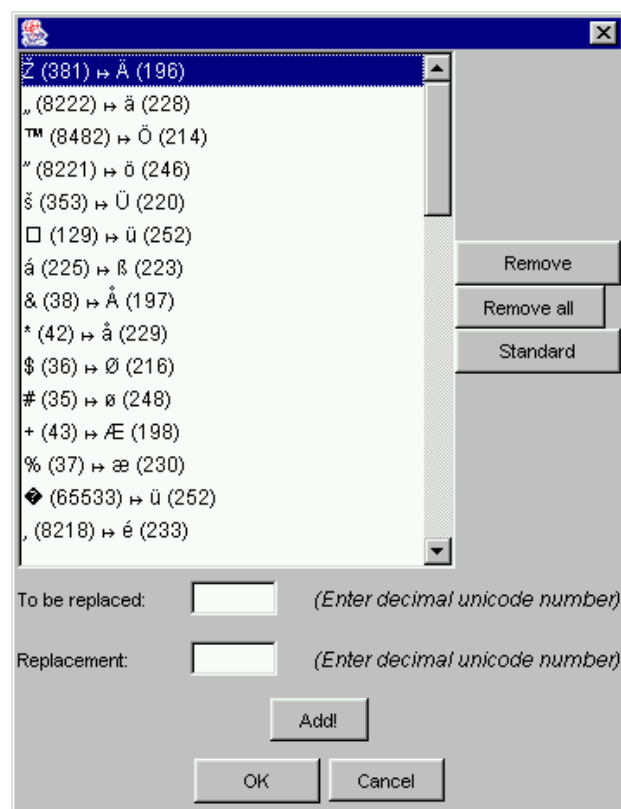 Ž (381) ↦ Ä (196)
„ (8222) ↦ ä (228)
™ (8482) ↦ Ö (214)
” (8221) ↦ ö (246)
š (353) ↦ Ü (220)
□ (129) ↦ ü (252)
á (225) ↦ ß (223)
& (38) ↦ Å (197)
* (42) ↦ å (229)
$ (36) ↦ Ø (216)
# (35) ↦ ø (248)
+ (43) ↦ Æ (198)
% (37) ↦ æ (230)
� (65533) ↦ ü (252)
‚ (8218) ↦ é (233)
Remove
Remove all
Standard
To be replaced: (Enter decimal unicode number)
Replacement: (Enter decimal unicode number)
Add!
OK Cancel